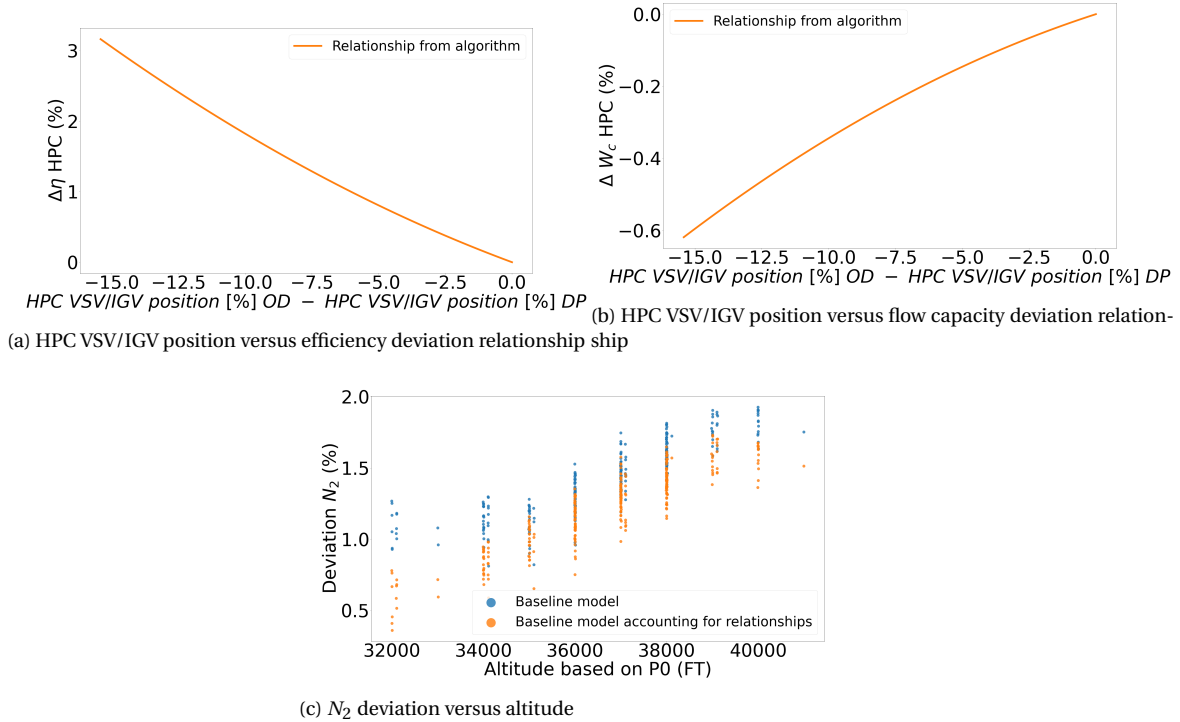 Relationship from algorithm
3
2
1
0
Δη HPC (%)
−15.0 −12.5 −10.0 −7.5 −5.0 −2.5 0.0
HPC VSV/IGV position [%] OD − HPC VSV/IGV position [%] DP
(a) HPC VSV/IGV position versus efficiency deviation relationship
Relationship from algorithm
0.0
−0.2
−0.4
−0.6
Δ Wc HPC (%)
−15.0 −12.5 −10.0 −7.5 −5.0 −2.5 0.0
HPC VSV/IGV position [%] OD − HPC VSV/IGV position [%] DP
(b) HPC VSV/IGV position versus flow capacity deviation relation-
ship
2.0
1.5
1.0
0.5
Deviation N2 (%)
Baseline model
Baseline model accounting for relationships
32000 34000 36000 38000 40000
Altitude based on P0 (FT)
(c) N2 deviation versus altitude